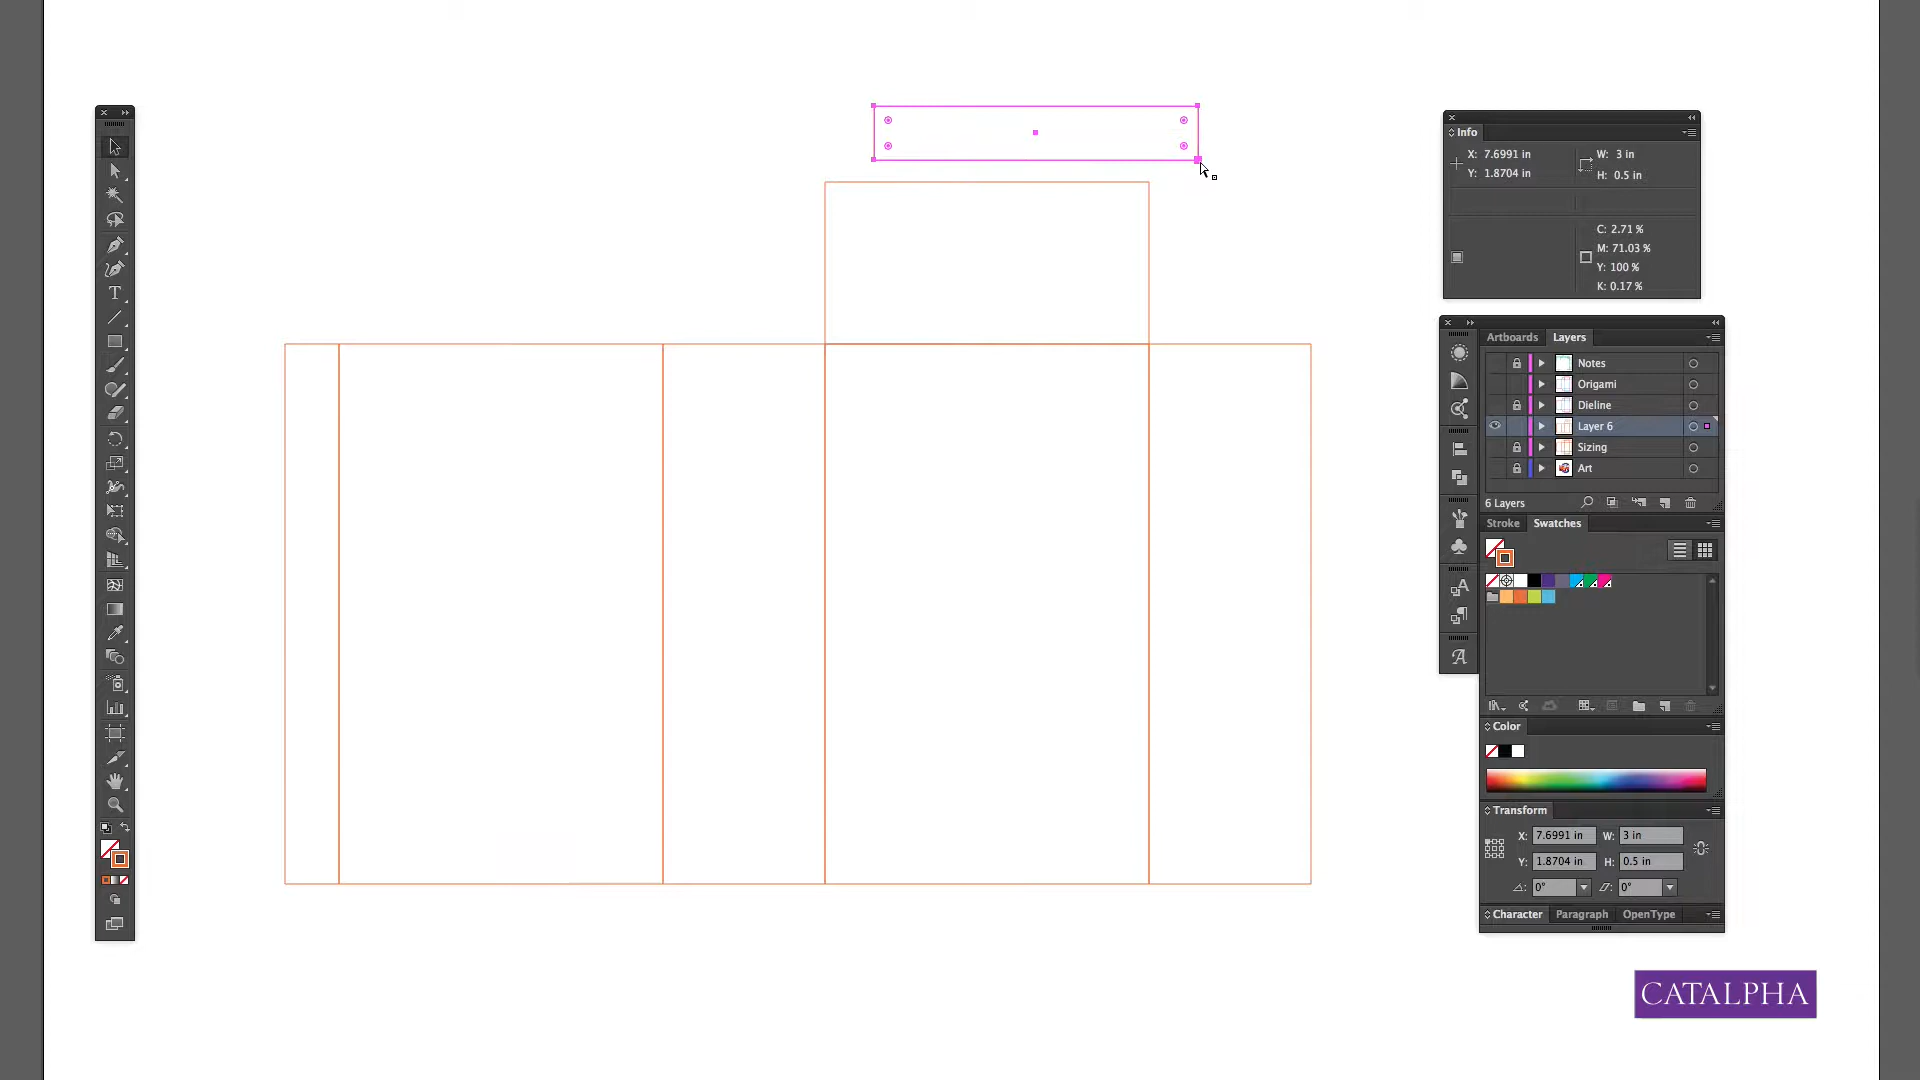 Info
X: 7.6991 in
Y: 1.8704 in
W: 3 in
H: 0.5 in
C: 2.71 %
M: 71.03 %
Y: 100 %
K: 0.17 %
Artboards Layers
Notes
Origami
Dieline
Layer 6
Sizing
Art
6 Layers
Stroke Swatches
Color
Transform
X: 7.6991 in W: 3 in
Y: 1.8704 in H: 0.5 in
0° 0°
Character Paragraph OpenType
CATALPHA